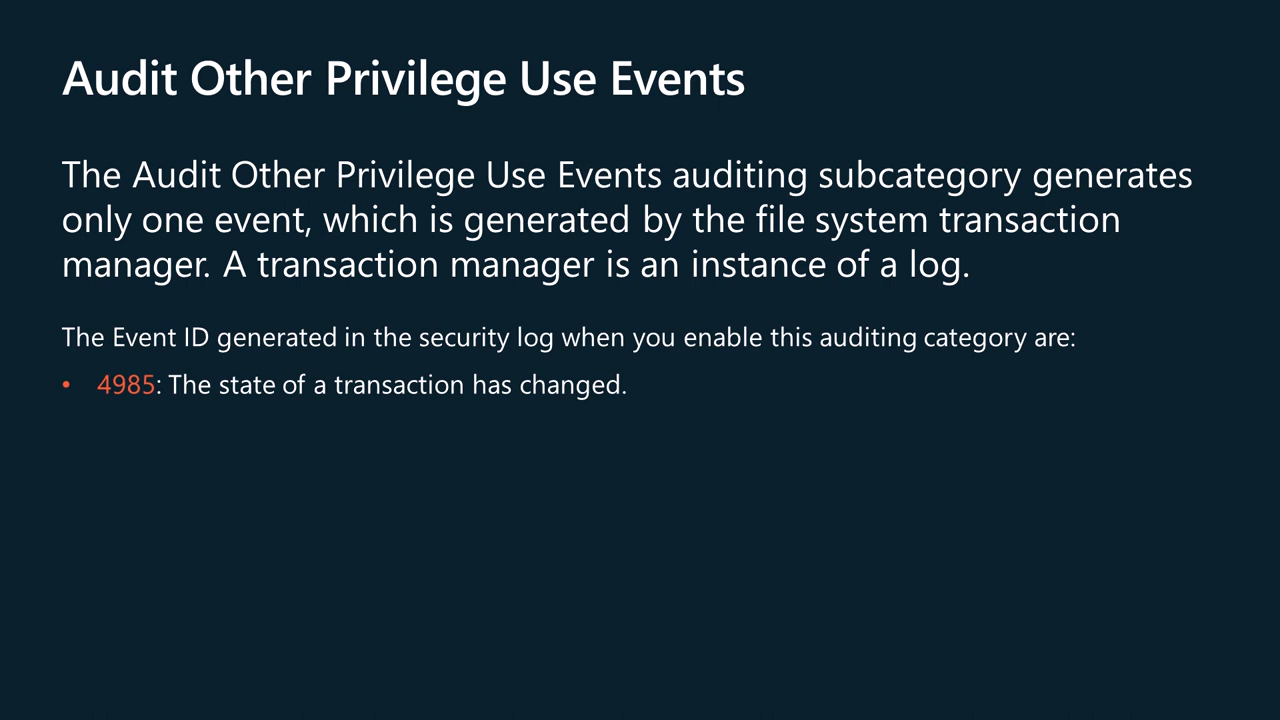 Audit Other Privilege Use Events
The Audit Other Privilege Use Events auditing subcategory generates
only one event, which is generated by the file system transaction
manager. A transaction manager is an instance of a log.
The Event ID generated in the security log when you enable this auditing category are:
• 4985: The state of a transaction has changed.